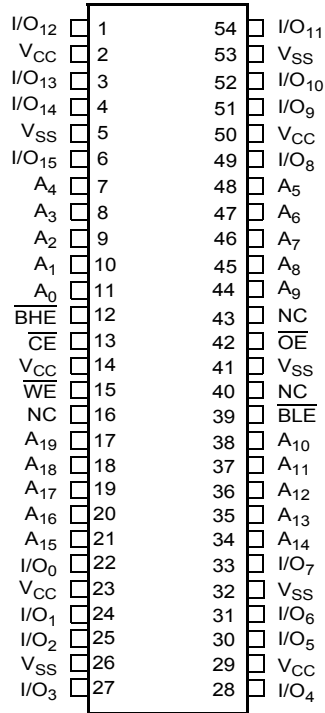 I/O12 1 54 I/O11
VCC 2 53 VSS
I/O13 3 52 I/O10
I/O14 4 51 I/O9
VSS 5 50 VCC
I/O15 6 49 I/O8
A4 7 48 A5
A3 8 47 A6
A2 9 46 A7
A1 10 45 A8
A0 11 44 A9
BHE 12 43 NC
CE 13 42 OE
VCC 14 41 VSS
WE 15 40 NC
NC 16 39 BLE
A19 17 38 A10
A18 18 37 A11
A17 19 36 A12
A16 20 35 A13
A15 21 34 A14
I/O0 22 33 I/O7
VCC 23 32 VSS
I/O1 24 31 I/O6
I/O2 25 30 I/O5
VSS 26 29 VCC
I/O3 27 28 I/O4